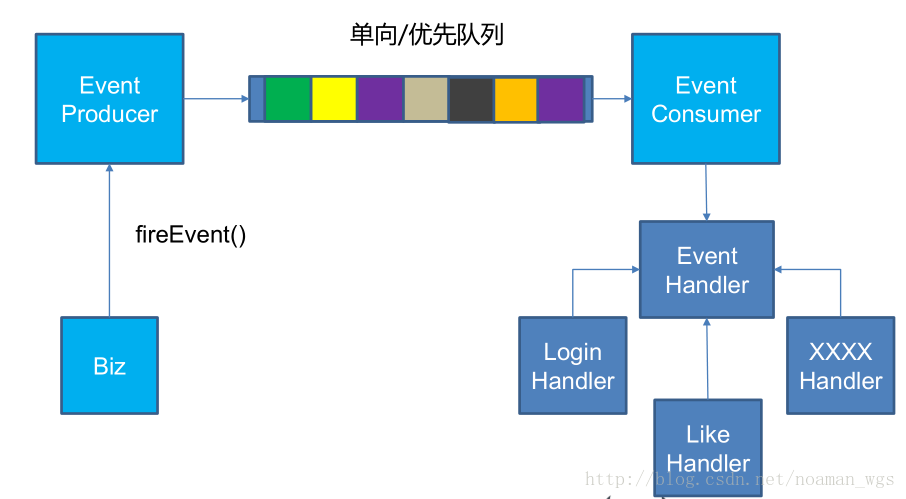 单向/优先队列
Event
Producer
Event
Consumer
fireEvent()
Event
Handler
Biz
Login
Handler
XXXX
Handler
Like
Handler
http://blog.csdn.net/noaman_wgs